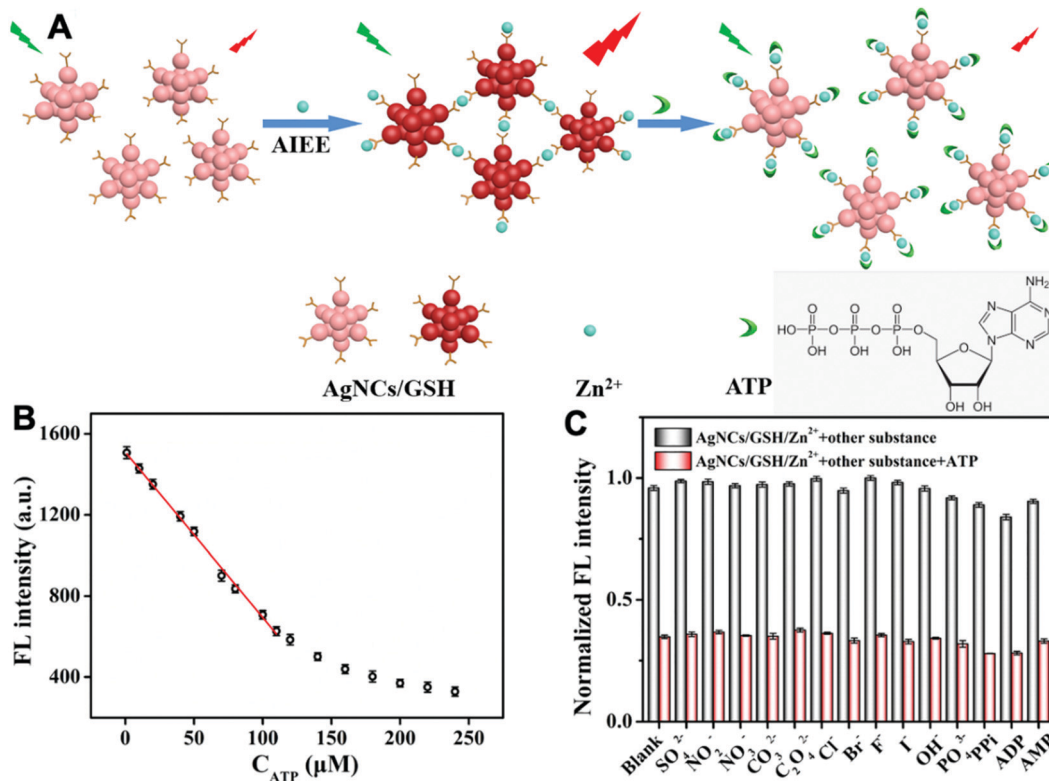 A
AIEE
AgNCs/GSH
Zn²⁺
ATP
NH₂
N
N
N
N
O O O
HO-P-O-P-O-P-O
OH OH OH
O
OH OH
B
1600
1200
800
400
FL intensity (a.u.)
0 50 100 150 200 250
C_ATP (μM)
C
AgNCs/GSH/Zn²⁺+other substance
AgNCs/GSH/Zn²⁺+other substance+ATP
1.0
0.5
0.0
Normalized FL intensity
Blank
SO₄²⁻
NO₂⁻
NO₃⁻
CO₃²⁻
C₂O₄²⁻
Cl⁻
Br⁻
F⁻
I⁻
OH⁻
PO₄³⁻
PPi
ADP
AMP